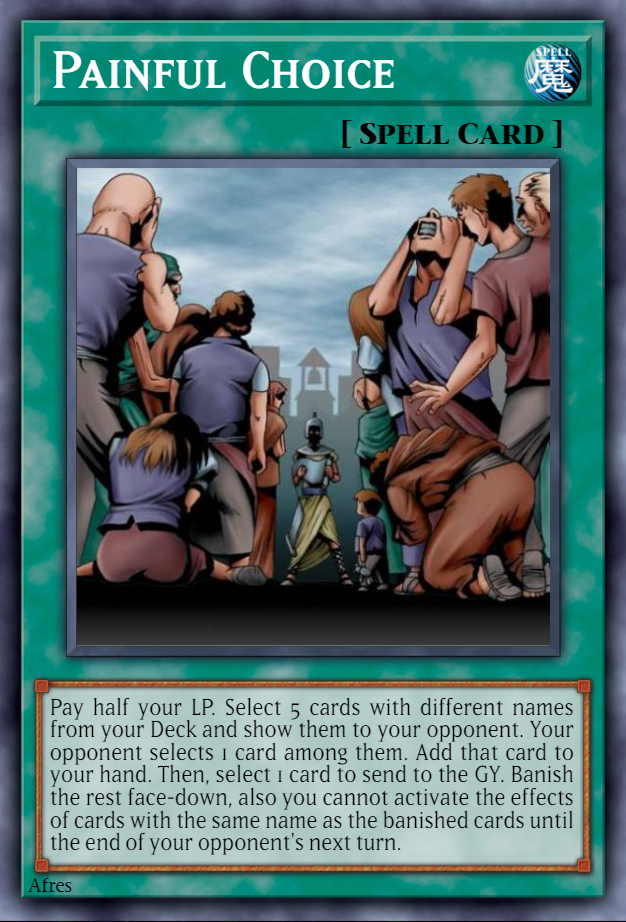 Painful Choice
SPELL
魔
[ Spell Card ]
Pay half your LP. Select 5 cards with different names
from your Deck and show them to your opponent. Your
opponent selects 1 card among them. Add that card to
your hand. Then, select 1 card to send to the GY. Banish
the rest face-down, also you cannot activate the effects
of cards with the same name as the banished cards until
the end of your opponent's next turn.
Afres